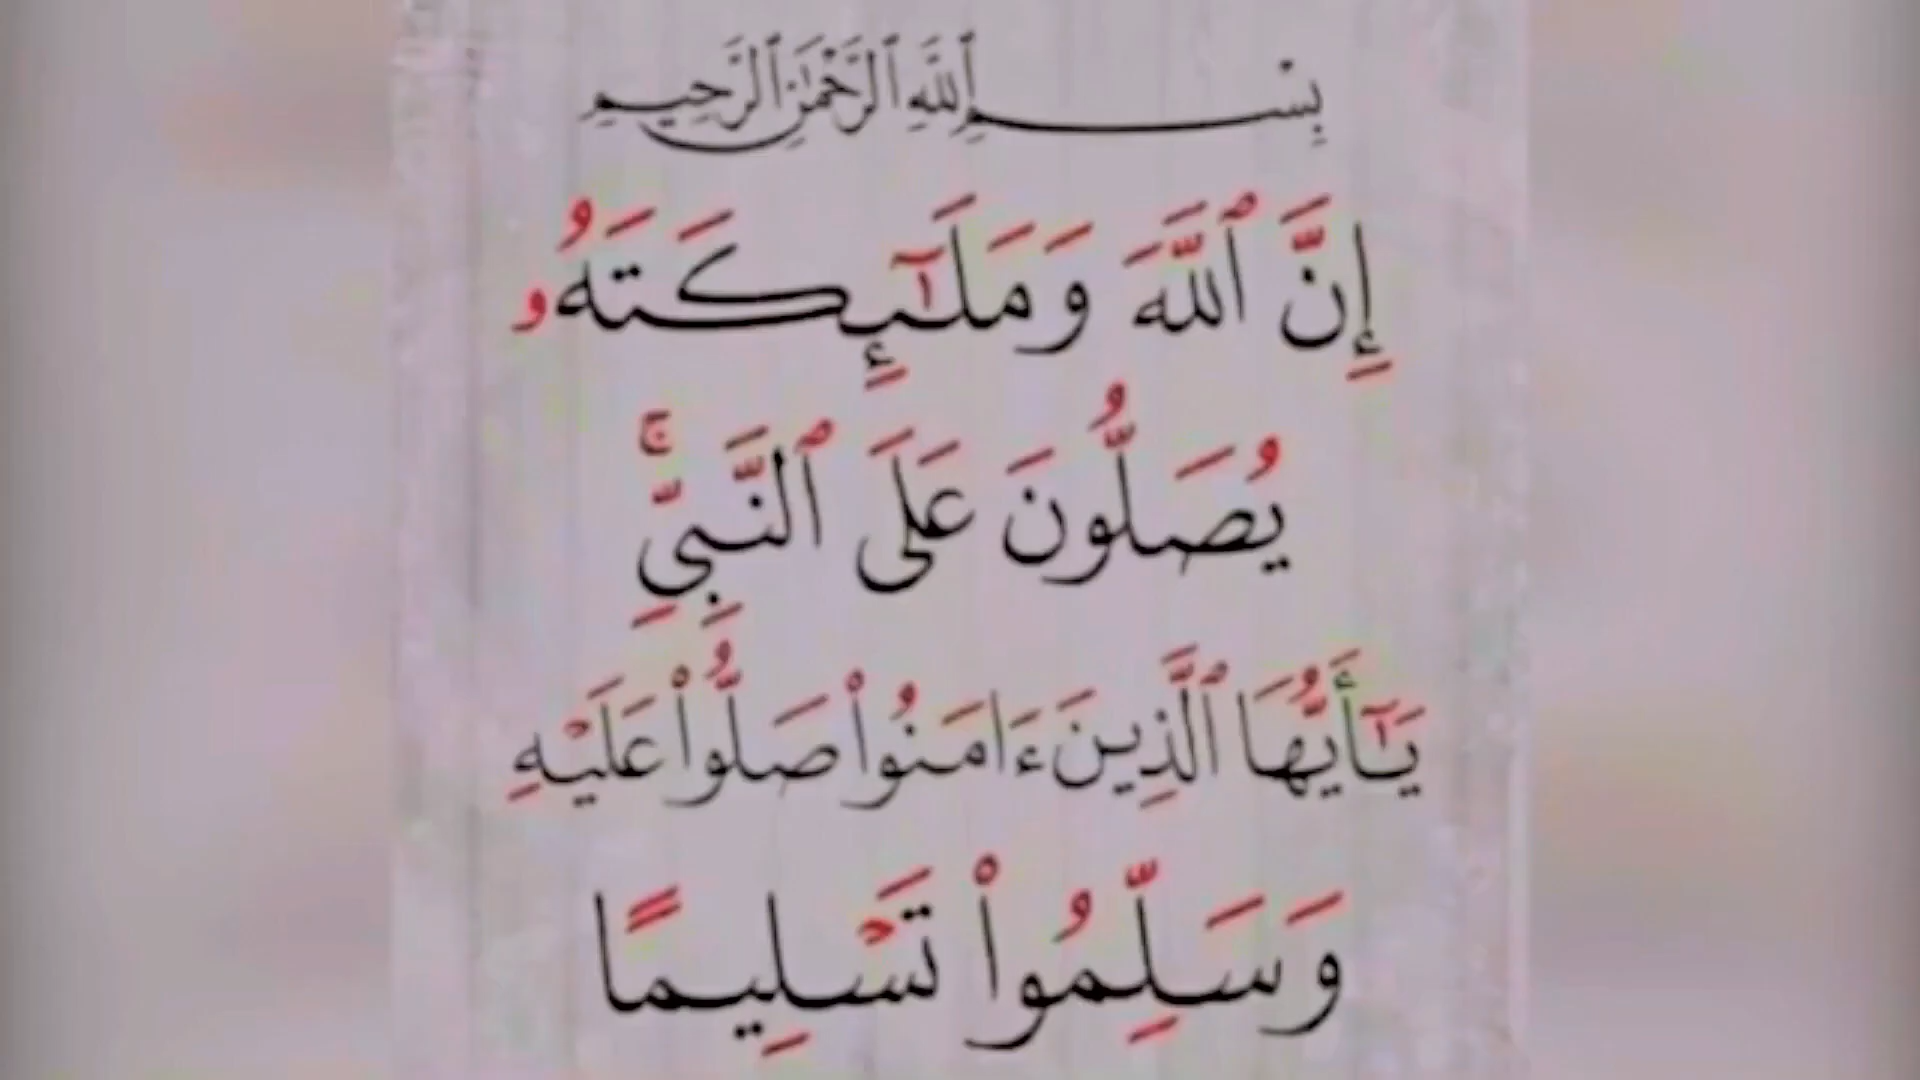 بِسْمِ ٱللَّهِ ٱلرَّحْمَٰنِ ٱلرَّحِيمِ
إِنَّ ٱللَّهَ وَمَلَـٰٓئِكَتَهُۥ
يُصَلُّونَ عَلَى ٱلنَّبِىِّۚ
يَـٰٓأَيُّهَا ٱلَّذِينَ ءَامَنُوا۟ صَلُّوا۟ عَلَيْهِ
وَسَلِّمُوا۟ تَسْلِيمًا